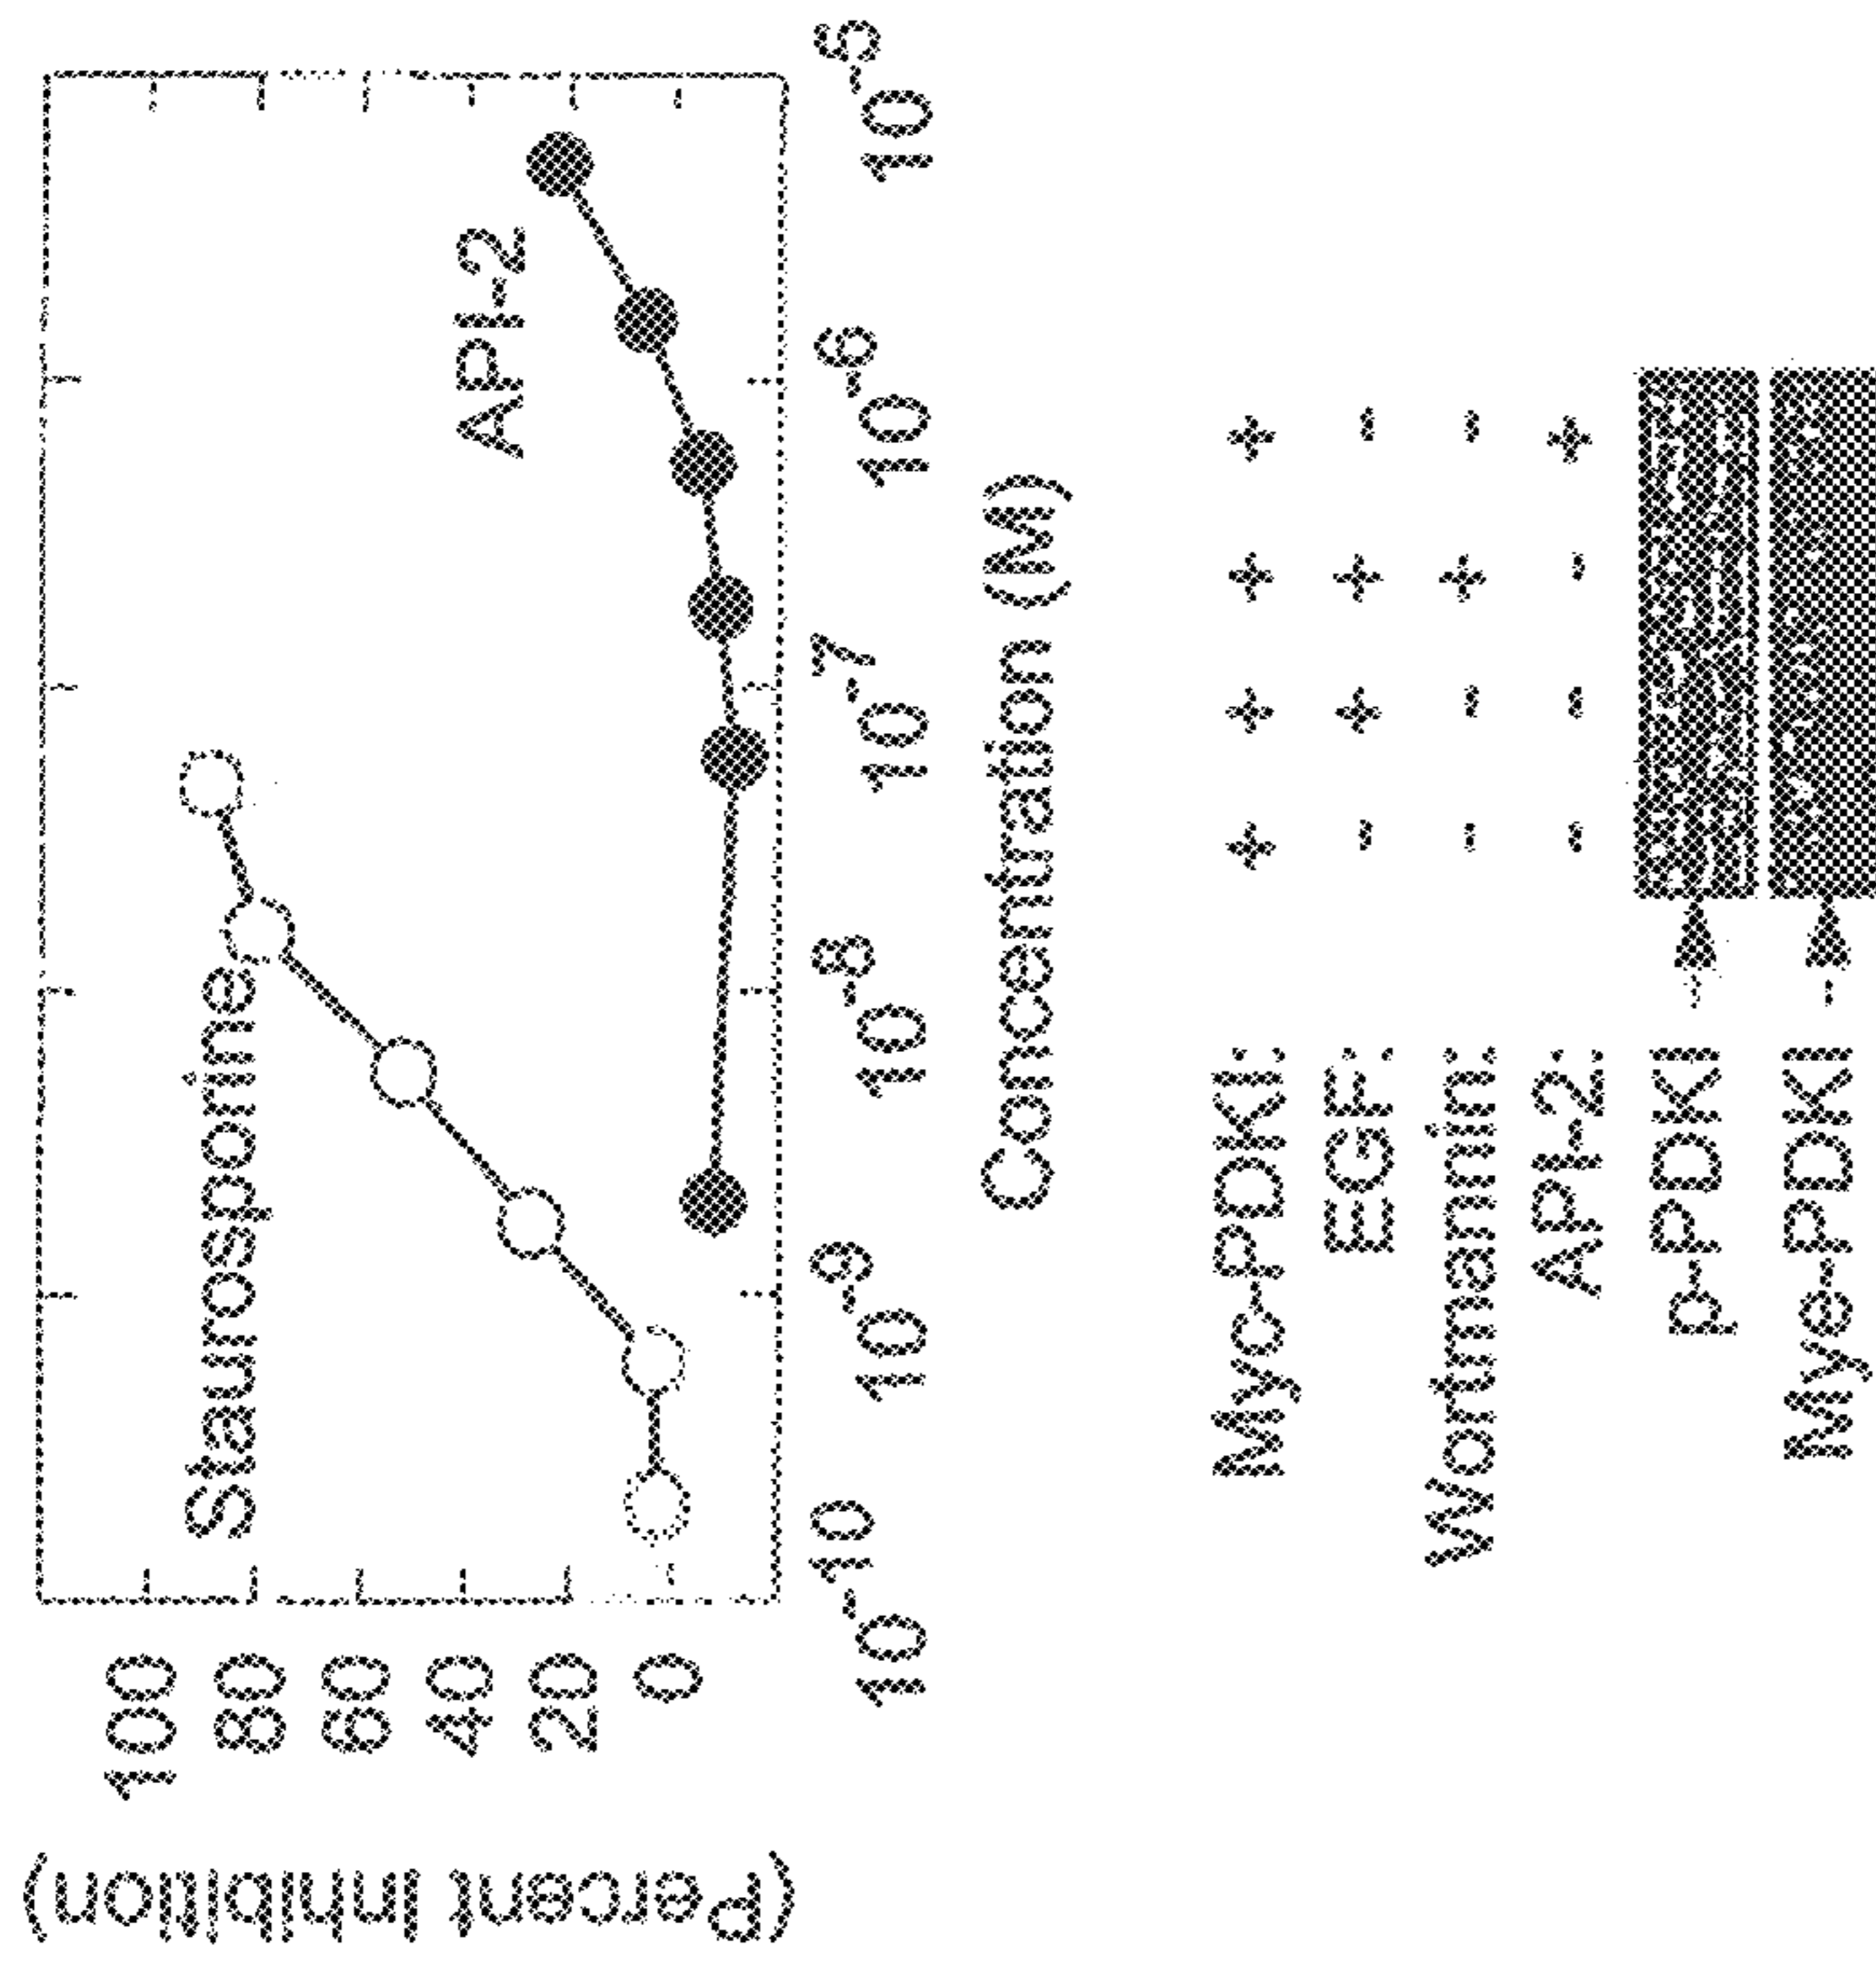 (Percent Inhibition)
100
80
60
40
20
0
Staurosporine
API-2
10-10
10-9
10-8
10-7
10-6
10-5
Concentration (M)
Myc-PDKI: + + + +
EGF: - + + -
Wortmannin: - - + -
API-2: - - - +
p-PDKI
Mye-PDKI